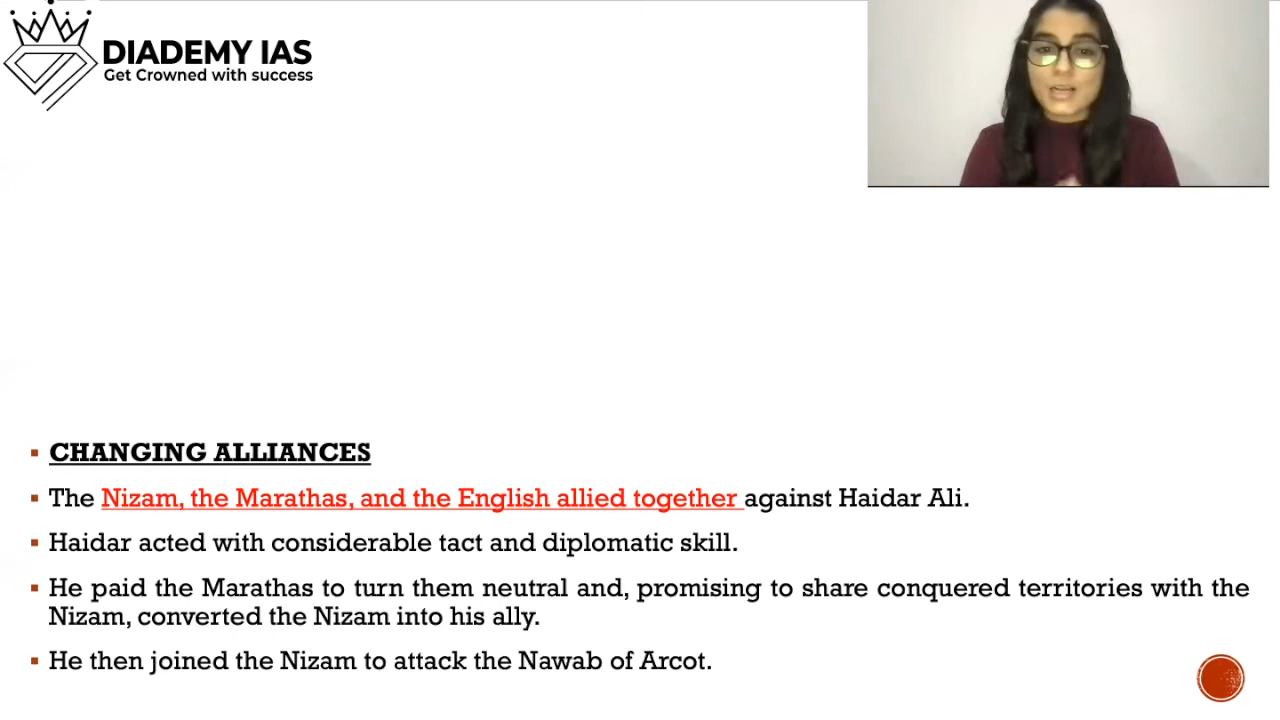 DIADEMY IAS
Get Crowned with success
CHANGING ALLIANCES
The Nizam, the Marathas, and the English allied together against Haidar Ali.
Haidar acted with considerable tact and diplomatic skill.
He paid the Marathas to turn them neutral and, promising to share conquered territories with the
Nizam, converted the Nizam into his ally.
He then joined the Nizam to attack the Nawab of Arcot.